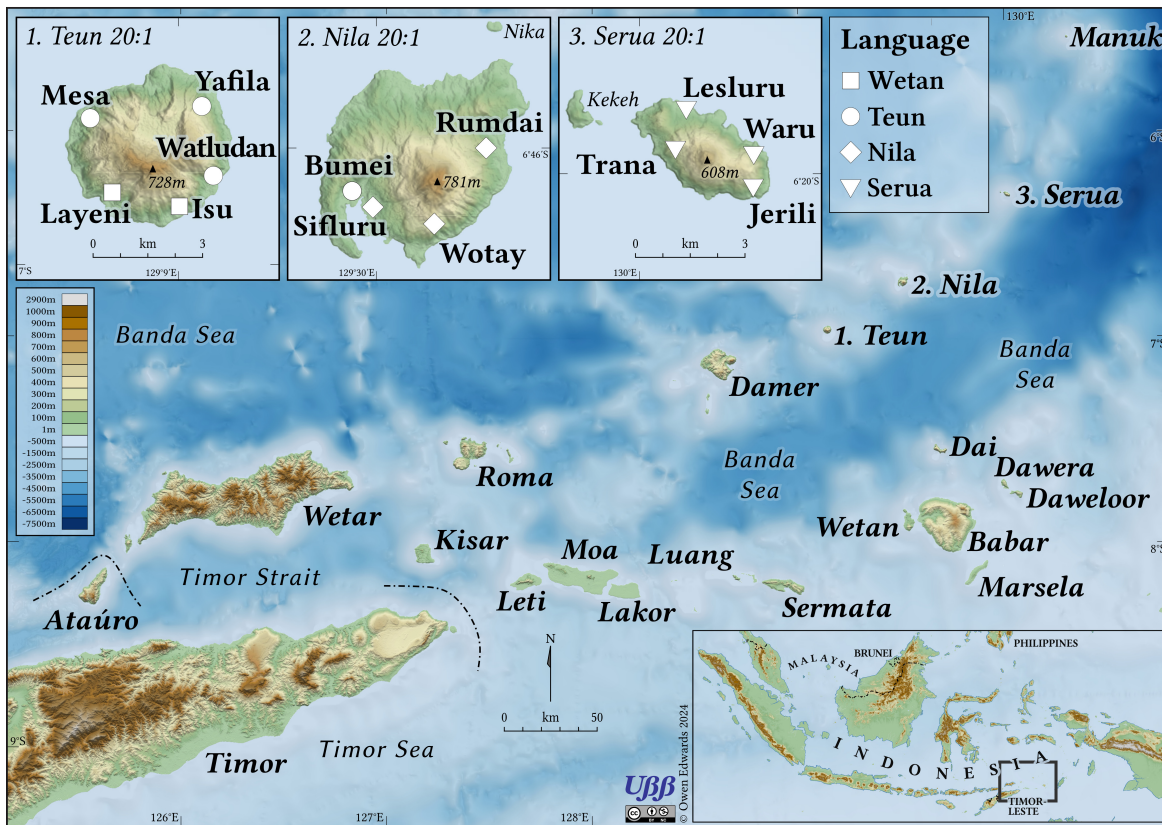 1. Teun 20:1
Mesa
Yafila
Watludan
728m
Layeni
Isu
0 km 3
7°S
129°9'E
2. Nila 20:1
Nika
Rumdai
6°46'S
Bumei
781m
Sifluru
Wotay
129°30'E
3. Serua 20:1
Kekeh
Lesluru
Waru
Trana
608m
6°20'S
Jerili
0 km 3
130°E
Language
Wetan
Teun
Nila
Serua
130°E
Manuk
3. Serua
2. Nila
1. Teun
7°S
2900m
1000m
900m
800m
700m
600m
500m
400m
300m
200m
100m
1m
-500m
-1500m
-2500m
-3500m
-4500m
-5500m
-6500m
-7500m
Banda Sea
Banda
Sea
Damer
Banda
Sea
Roma
Wetar
Dai
Dawera
Daweloor
Wetan
Babar
8°S
Marsela
Kisar
Moa
Luang
Leti
Lakor
Sermata
Timor Strait
Ataúro
N
0 km 50
9°S
Timor
Timor Sea
126°E
127°E
128°E
Uββ
cc BY NC
© Owen Edwards 2024
PHILIPPINES
BRUNEI
MALAYSIA
INDONESIA
TIMOR-
LESTE